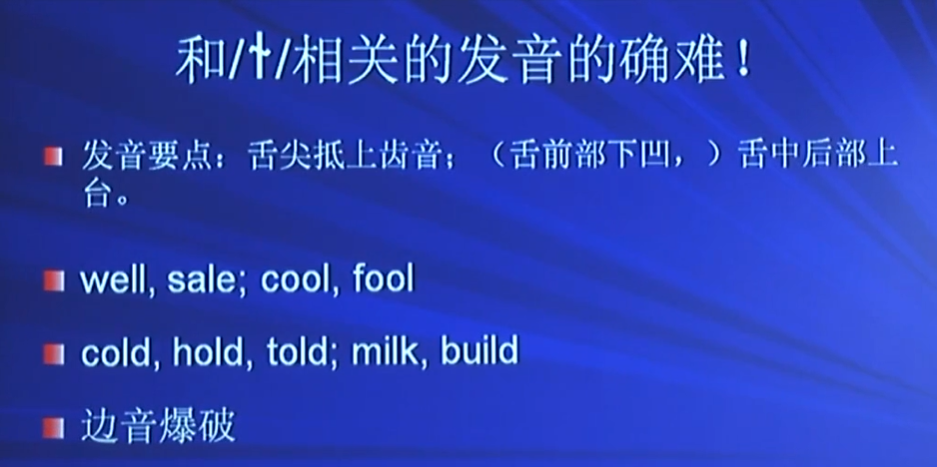 和/ɫ/相关的发音的确难！
发音要点：舌尖抵上齿音；（舌前部下凹，）舌中后部上
台。
well, sale; cool, fool
cold, hold, told; milk, build
边音爆破